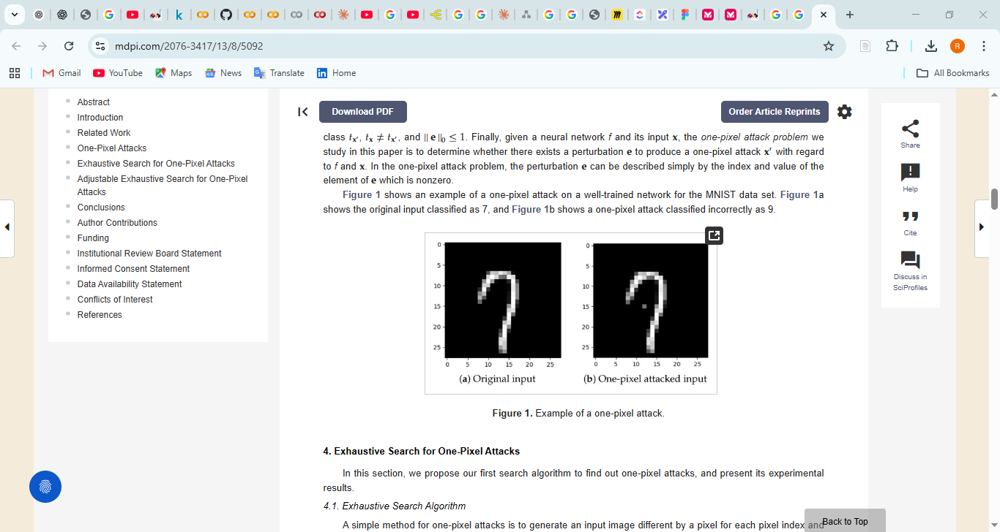 mdpi.com/2076-3417/13/8/5092
Gmail YouTube Maps News Translate Home All Bookmarks
Abstract
Introduction
Related Work
One-Pixel Attacks
Exhaustive Search for One-Pixel Attacks
Adjustable Exhaustive Search for One-Pixel
Attacks
Conclusions
Author Contributions
Funding
Institutional Review Board Statement
Informed Consent Statement
Data Availability Statement
Conflicts of Interest
References
Download PDF
Order Article Reprints
class tₓ′, tₓ ≠ tₓ′, and ‖ e ‖₀ ≤ 1. Finally, given a neural network f and its input x, the one-pixel attack problem we
study in this paper is to determine whether there exists a perturbation e to produce a one-pixel attack x′ with regard
to f and x. In the one-pixel attack problem, the perturbation e can be described simply by the index and value of the
element of e which is nonzero.
Figure 1 shows an example of a one-pixel attack on a well-trained network for the MNIST data set. Figure 1a
shows the original input classified as 7, and Figure 1b shows a one-pixel attack classified incorrectly as 9.
0
5
10
15
20
25
0 5 10 15 20 25
(a) Original input
0
5
10
15
20
25
0 5 10 15 20 25
(b) One-pixel attacked input
Figure 1. Example of a one-pixel attack.
4. Exhaustive Search for One-Pixel Attacks
In this section, we propose our first search algorithm to find out one-pixel attacks, and present its experimental
results.
4.1. Exhaustive Search Algorithm
A simple method for one-pixel attacks is to generate an input image different by a pixel for each pixel index and
Back to Top
Share
Help
Cite
Discuss in
SciProfiles
R